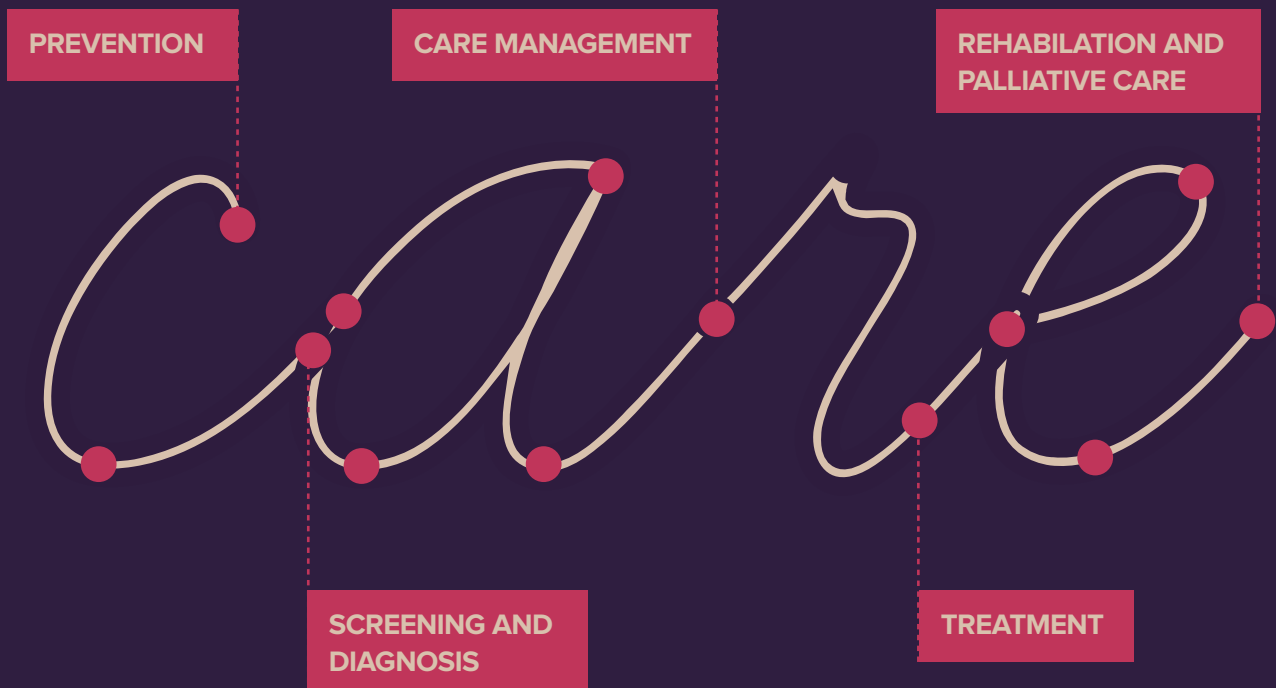 PREVENTION
CARE MANAGEMENT
REHABILATION AND
PALLIATIVE CARE
care
SCREENING AND
DIAGNOSIS
TREATMENT